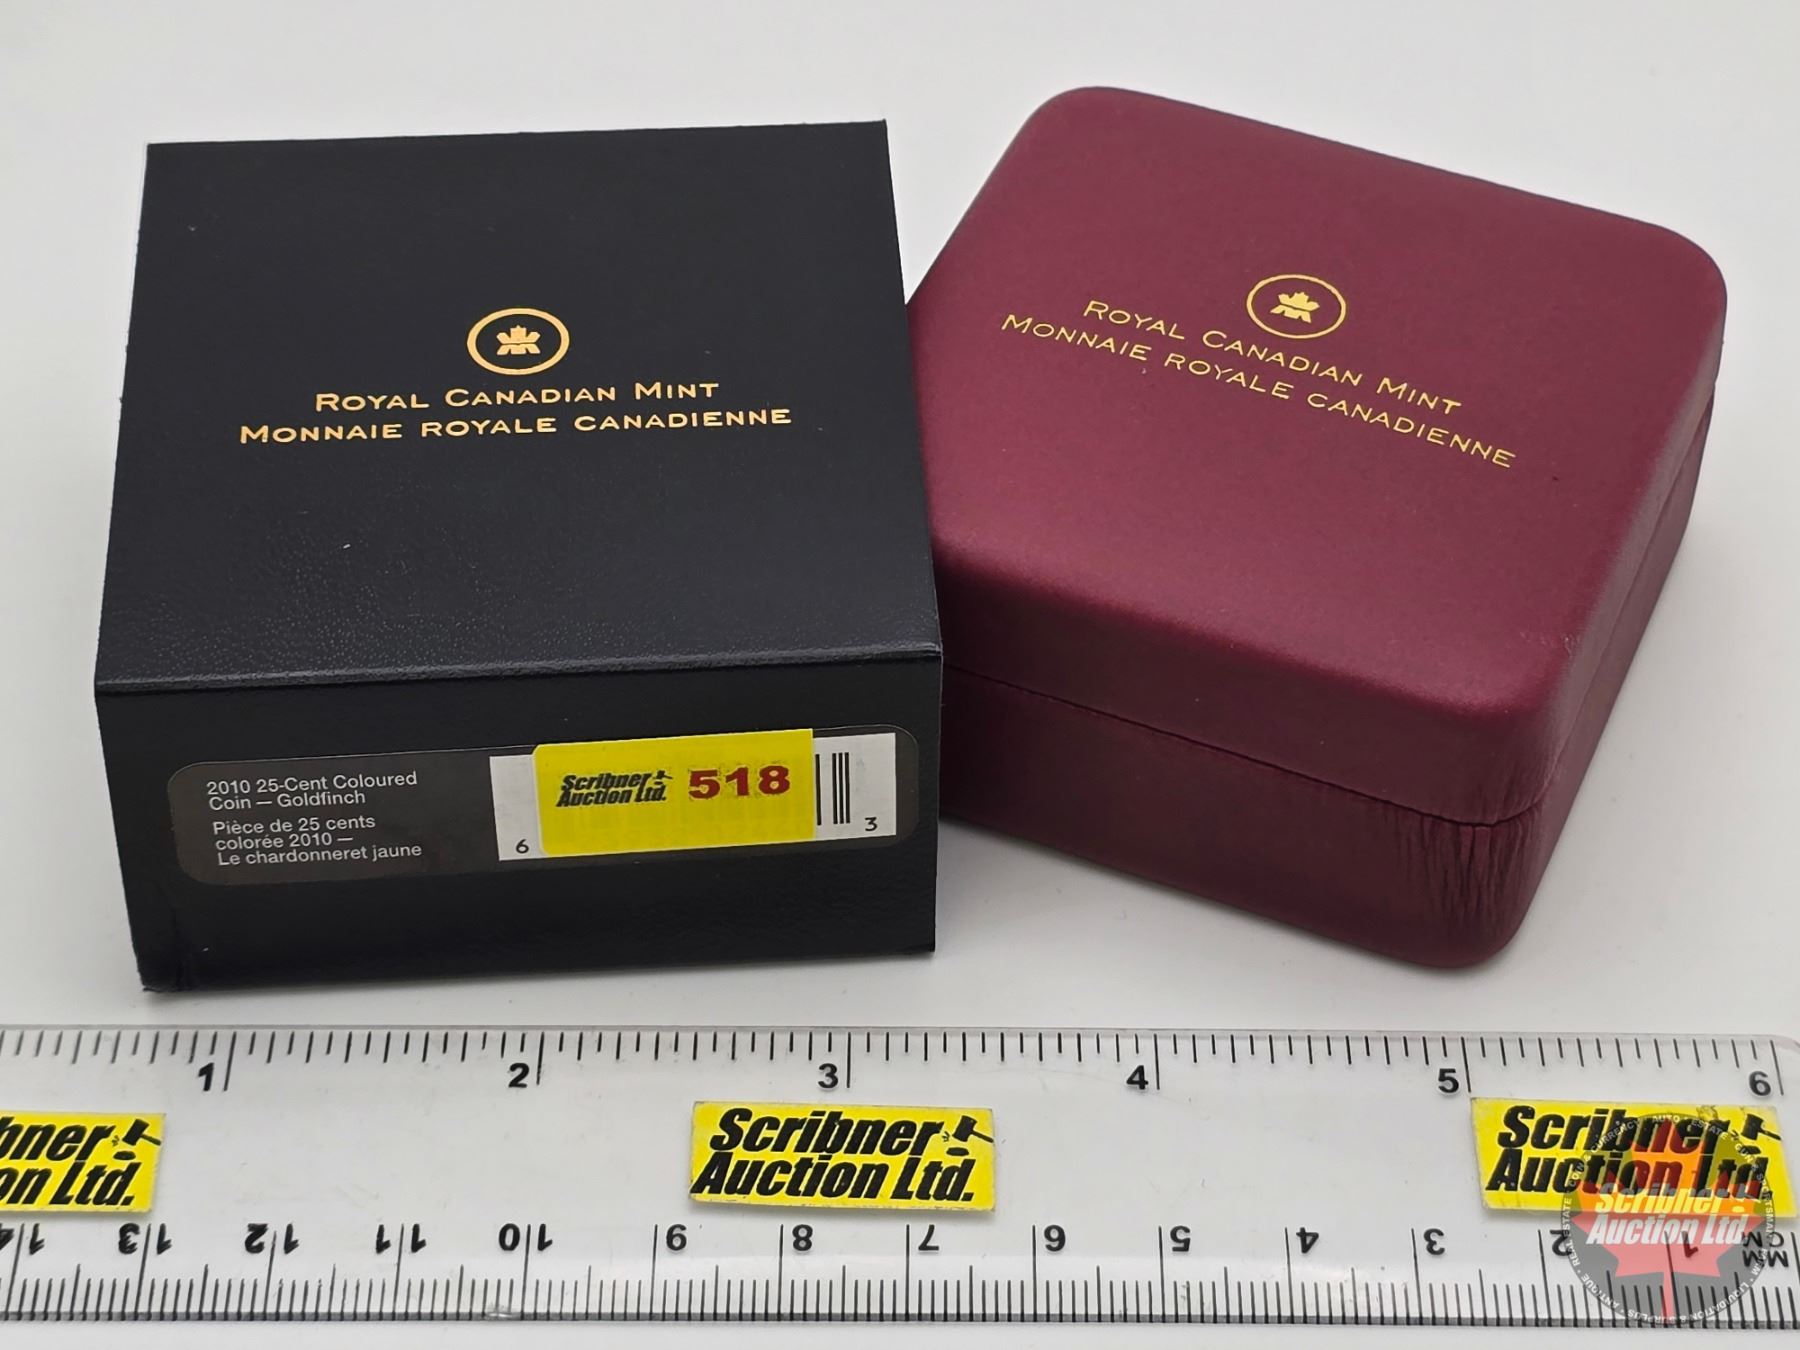 ROYAL CANADIAN MINT
MONNAIE ROYALE CANADIENNE
ROYAL CANADIAN MINT
MONNAIE ROYALE CANADIENNE
2010 25-Cent Coloured
Coin – Goldfinch
Pièce de 25 cents
colorée 2010 –
Le chardonneret jaune
Scribner
Auction Ltd.
518
6 3
1 2 3 4 5 6
Scribner
Auction Ltd.
Scribner
Auction Ltd.
14 13 12 11 10 9 8 7 6 5 4 3 2 1
CM
MM
Scribner
Auction Ltd.